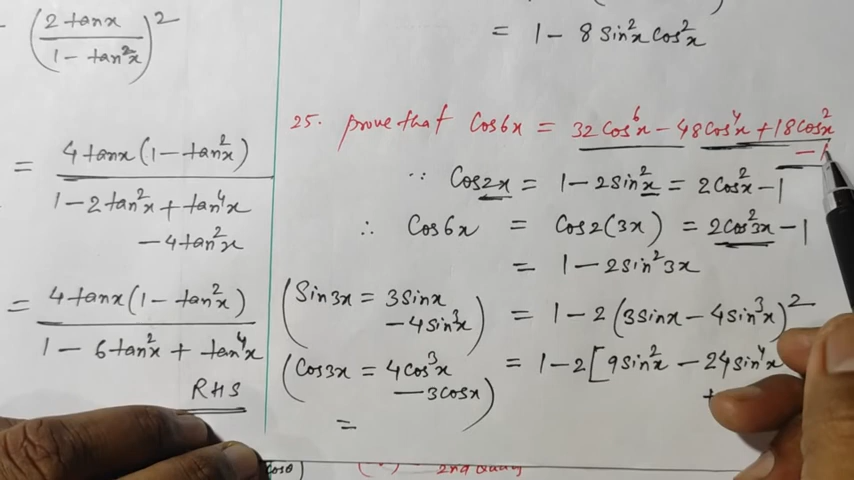 - (2tanx / 1 - tan²x)²
= 4tanx(1 - tan²x) / 1 - 2tan²x + tan⁴x - 4tan²x
= 4tanx(1 - tan²x) / 1 - 6tan²x + tan⁴x
RHS
= 1 - 8sin²x cos²x
25. prove that Cos6x = 32cos⁶x - 48cos⁴x + 18cos²x
- 1
∵ Cos2x = 1 - 2sin²x = 2cos²x - 1
∴ Cos6x = Cos2(3x) = 2cos²3x - 1
= 1 - 2sin²3x
(Sin3x = 3sinx - 4sin³x) = 1 - 2(3sinx - 4sin³x)²
(Cos3x = 4cos³x - 3cosx) = 1 - 2[9sin²x - 24sin⁴x
+
=
cosθ